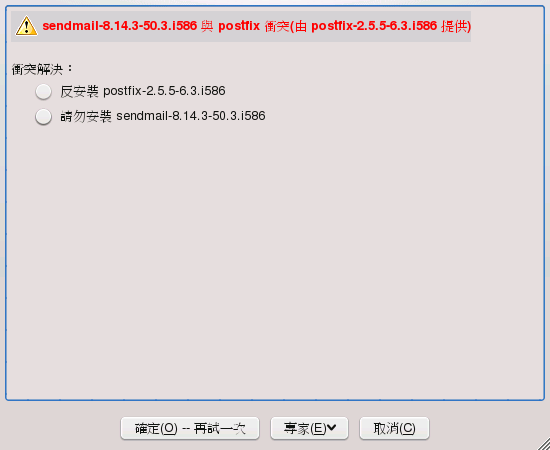 sendmail-8.14.3-50.3.i586 與 postfix 衝突(由 postfix-2.5.5-6.3.i586 提供)
衝突解決：
反安裝 postfix-2.5.5-6.3.i586
請勿安裝 sendmail-8.14.3-50.3.i586
確定(O) -- 再試一次 專家(E) 取消(C)